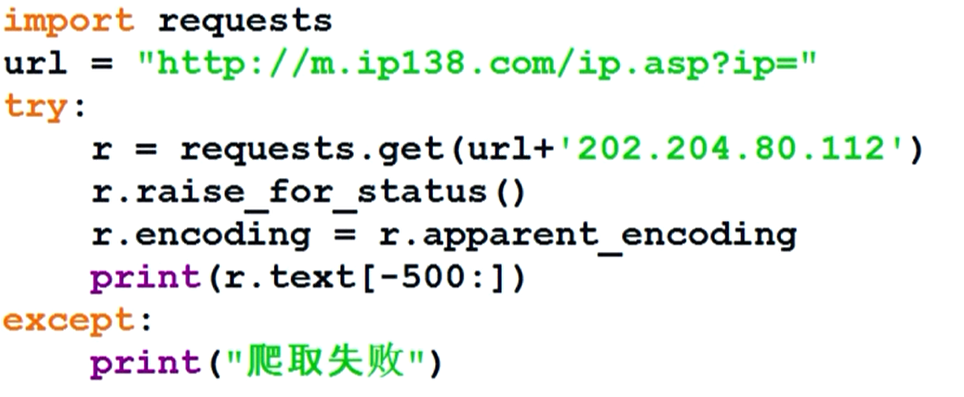 import requests
url = "http://m.ip138.com/ip.asp?ip="
try:
    r = requests.get(url+'202.204.80.112')
    r.raise_for_status()
    r.encoding = r.apparent_encoding
    print(r.text[-500:])
except:
    print("爬取失败")